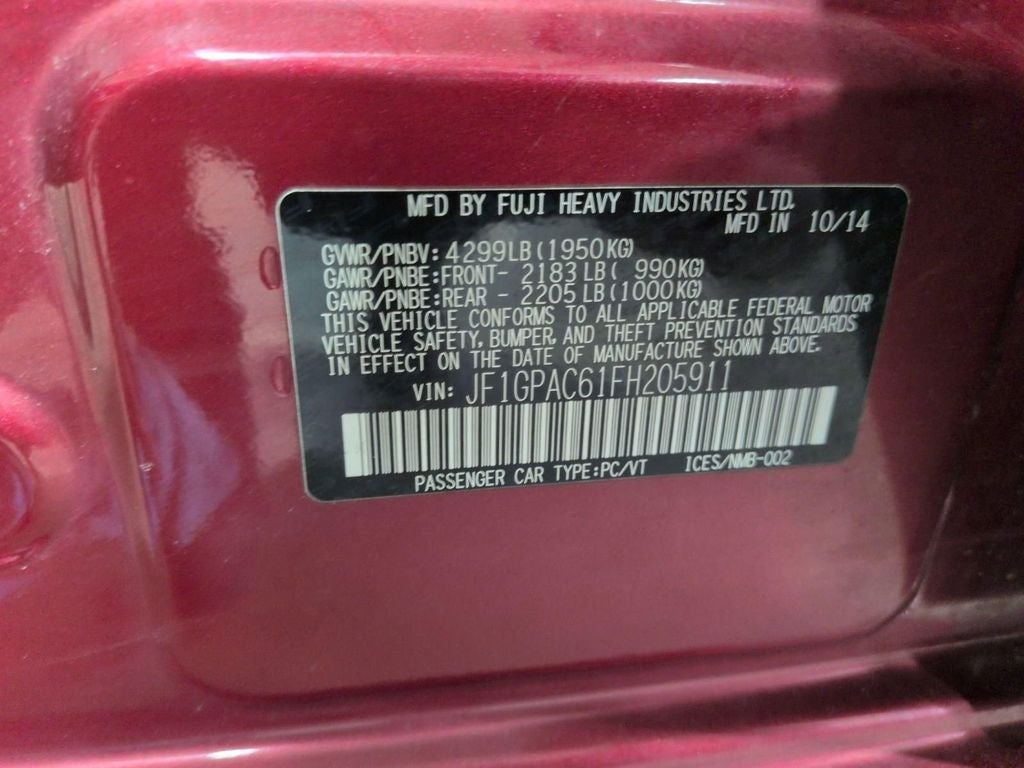 MFD BY FUJI HEAVY INDUSTRIES LTD.
MFD IN 10/14
GVWR/PNBV: 4299LB (1950KG)
GAWR/PNBE:FRONT- 2183 LB ( 990KG)
GAWR/PNBE:REAR - 2205 LB (1000KG)
THIS VEHICLE CONFORMS TO ALL APPLICABLE FEDERAL MOTOR
VEHICLE SAFETY, BUMPER, AND THEFT PREVENTION STANDARDS
IN EFFECT ON THE DATE OF MANUFACTURE SHOWN ABOVE.
VIN: JF1GPAC61FH205911
PASSENGER CAR TYPE:PC/VT ICES/NMB-002